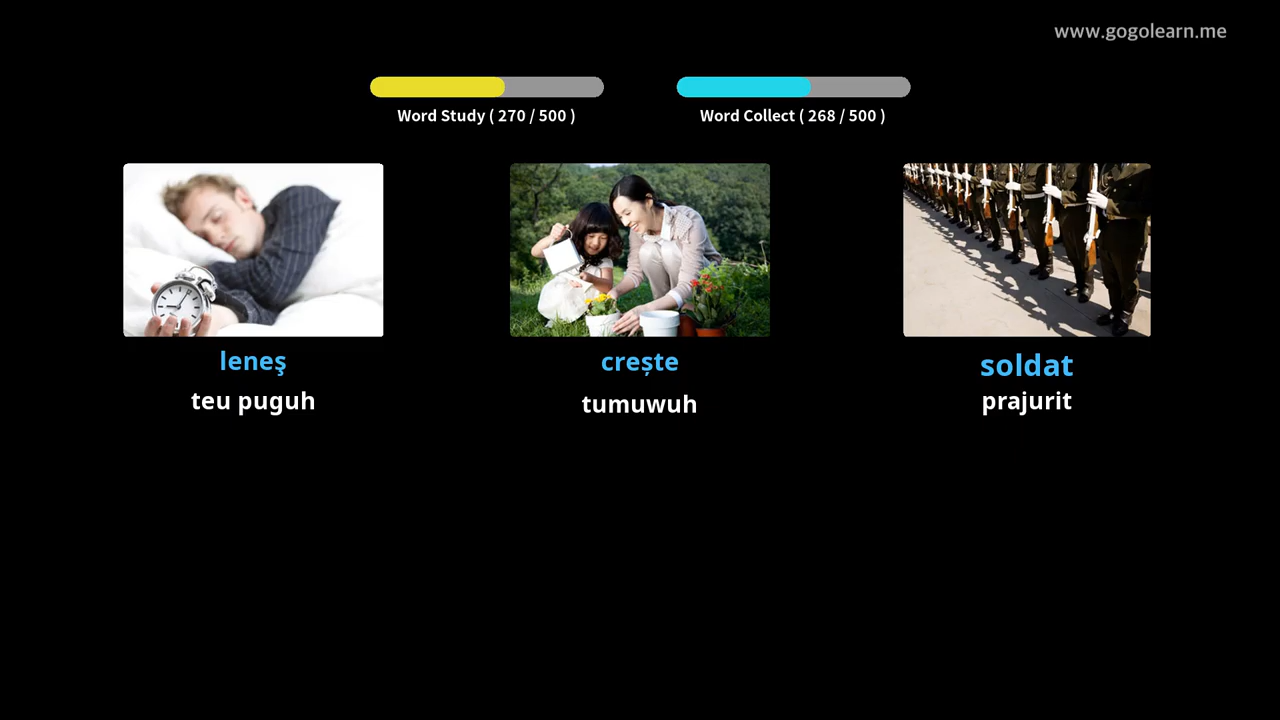 www.gogolearn.me
Word Study ( 270 / 500 )
Word Collect ( 268 / 500 )
leneş
teu puguh
crește
tumuwuh
soldat
prajurit